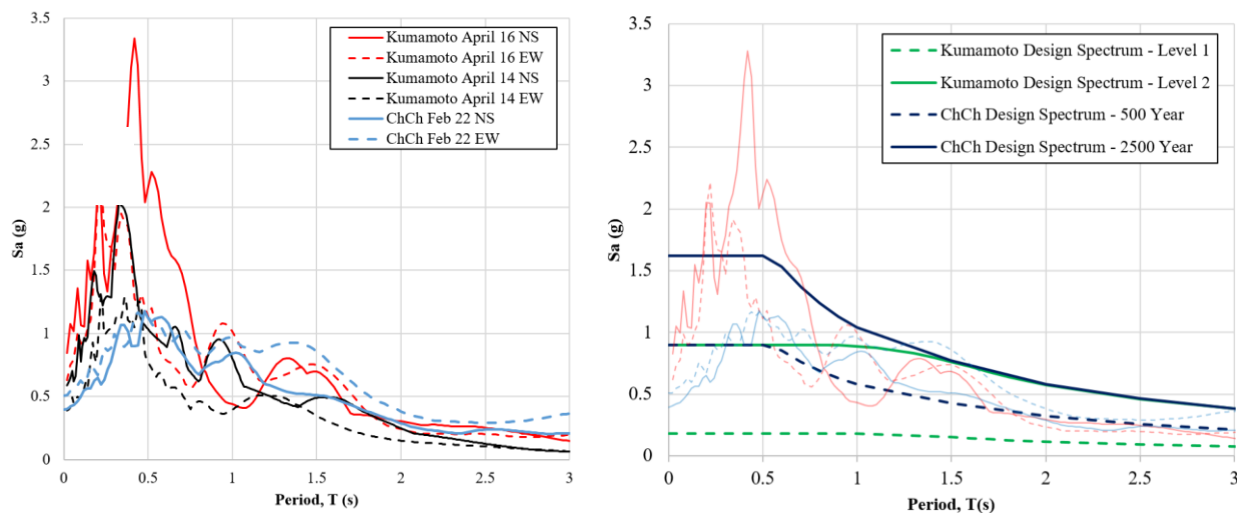 3.5
3
2.5
2
1.5
1
0.5
0
Sa (g)
0
0.5
1
1.5
2
2.5
3
Period, T (s)
Kumamoto April 16 NS
Kumamoto April 16 EW
Kumamoto April 14 NS
Kumamoto April 14 EW
ChCh Feb 22 NS
ChCh Feb 22 EW
3.5
3
2.5
2
1.5
1
0.5
0
Sa (g)
0
0.5
1
1.5
2
2.5
3
Period, T(s)
Kumamoto Design Spectrum - Level 1
Kumamoto Design Spectrum - Level 2
ChCh Design Spectrum - 500 Year
ChCh Design Spectrum - 2500 Year